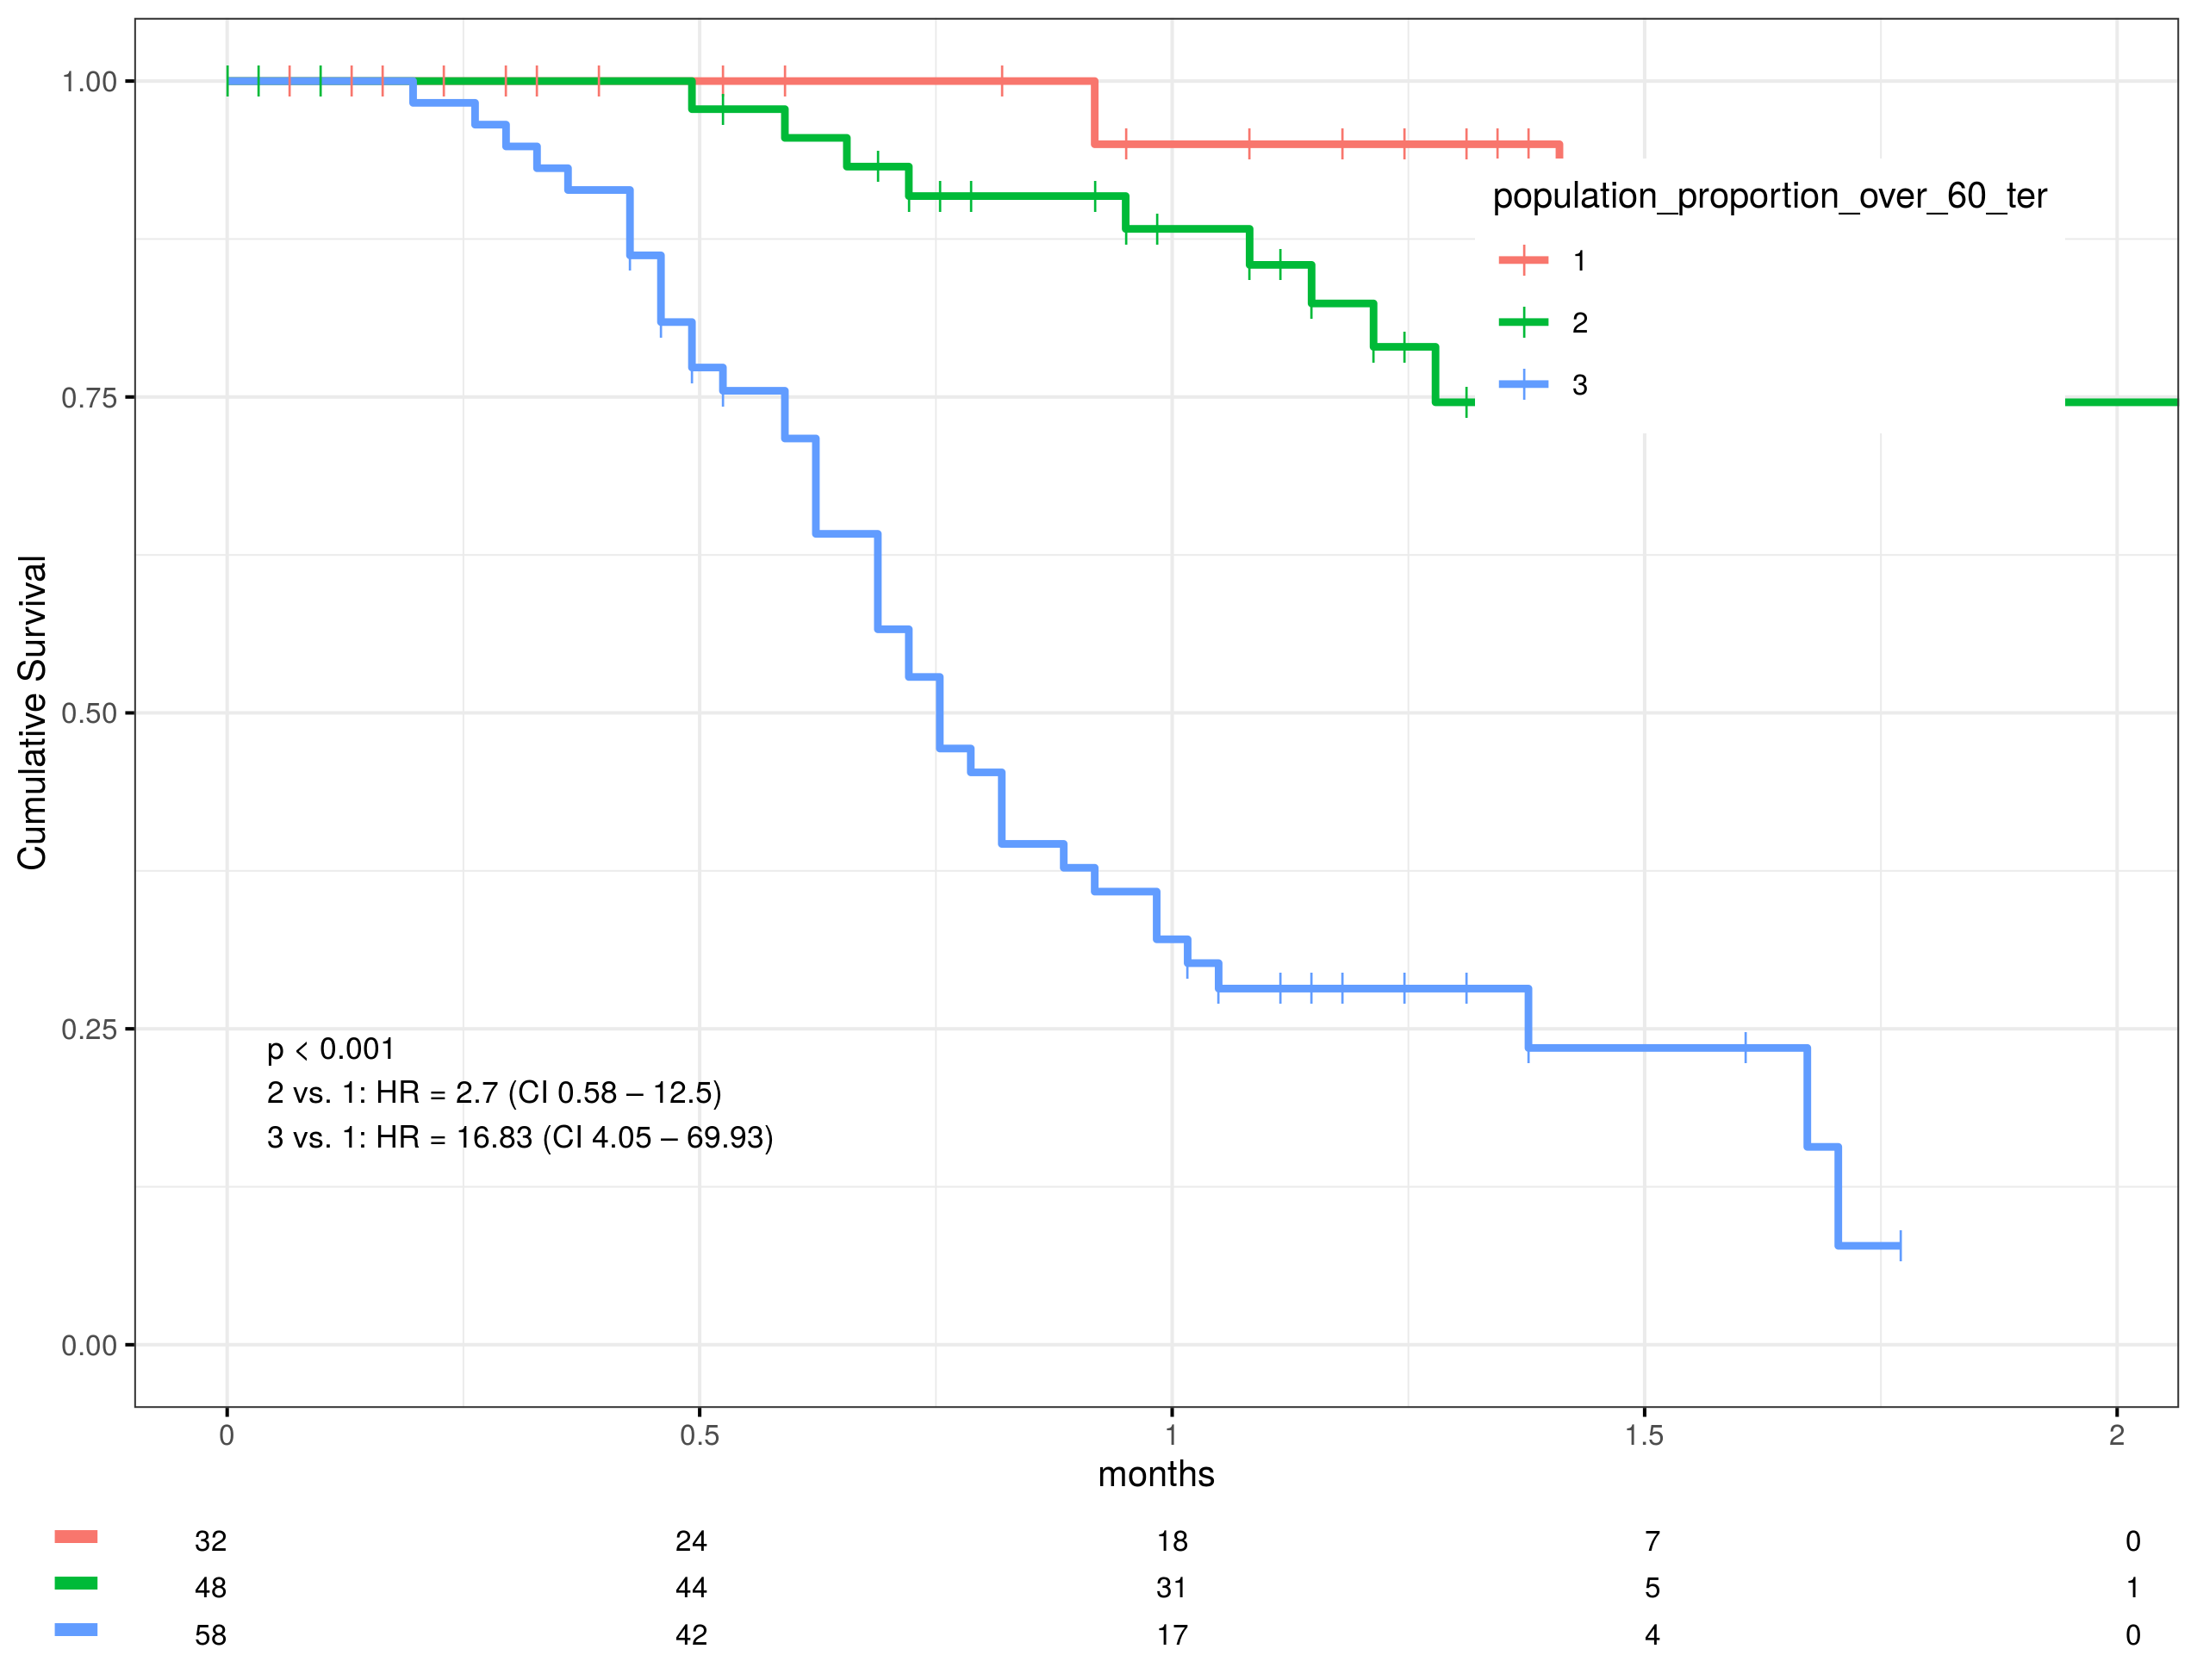 1.00
0.75
0.50
0.25
0.00
Cumulative Survival
population_proportion_over_60_ter
1
2
3
p < 0.001
2 vs. 1: HR = 2.7 (CI 0.58 – 12.5)
3 vs. 1: HR = 16.83 (CI 4.05 – 69.93)
0 0.5 1 1.5 2
months
32 24 18 7 0
48 44 31 5 1
58 42 17 4 0